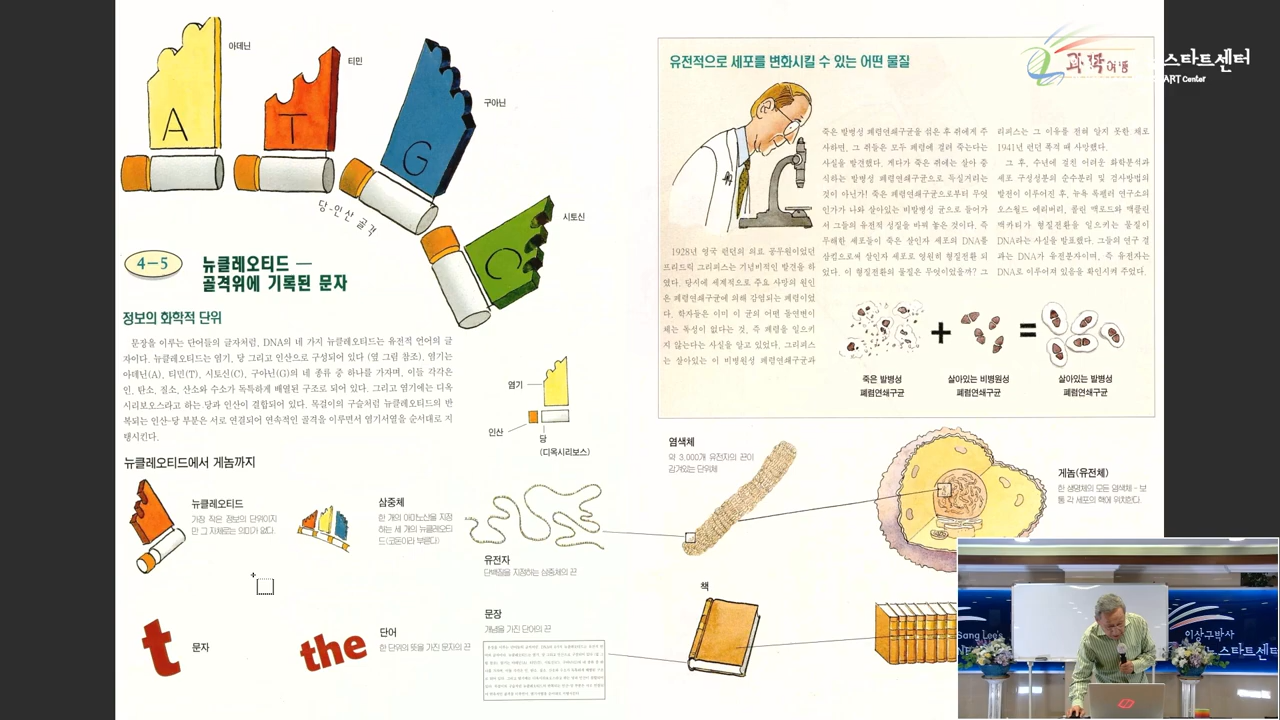 아데닌
티민
구아닌
시토신
A
T
G
C
당-인산 골격
4-5
뉴클레오티드 —
골격위에 기록된 문자
정보의 화학적 단위
문장을 이루는 단어들의 글자처럼, DNA의 네 가지 뉴클레오티드는 유전적 언어의 글
자이다. 뉴클레오티드는 염기, 당 그리고 인산으로 구성되어 있다 (옆 그림 참조). 염기는
아데닌(A), 티민(T), 시토신(C), 구아닌(G)의 네 종류 중 하나를 가지며, 이들 각각은
인, 탄소, 질소, 산소와 수소가 독특하게 배열된 구조로 되어 있다. 그리고 염기에는 디옥
시리보오스라고 하는 당과 인산이 결합되어 있다. 목걸이의 구슬처럼 뉴클레오티드의 반
복되는 인산-당 부분은 서로 연결되어 연속적인 골격을 이루면서 염기서열을 순서대로 지
탱시킨다.
염기
인산
당
(디옥시리보스)
뉴클레오티드에서 게놈까지
뉴클레오티드
가장 작은 정보의 단위이지
만 그 자체로는 의미가 없다.
삼중체
한 개의 아미노산을 지정
하는 세 개의 뉴클레오티
드(코돈이라 부른다)
유전자
단백질을 지정하는 삼중체의 끈
t
문자
the
단어
한 단위의 뜻을 가진 문자의 끈
문장
개념을 가진 단어의 끈
유전적으로 세포를 변화시킬 수 있는 어떤 물질
과학여행
스타트센터
ART Center
1928년 영국 런던의 의료 공무원이었던
프리드릭 그리피스는 기념비적인 발견을 하
였다. 당시에 세계적으로 주요 사망의 원인
은 폐렴연쇄구균에 의해 감염되는 폐렴이었
다. 학자들은 이미 이 균의 어떤 돌연변이
체는 독성이 없다는 것, 즉 폐렴을 일으키
지 않는다는 사실을 알고 있었다. 그리피스
는 살아있는 이 비병원성 폐렴연쇄구균과
죽은 발병성 폐렴연쇄구균을 섞은 후 쥐에게 주
사하면, 그 쥐들은 모두 폐렴에 걸려 죽는다는
사실을 발견했다. 게다가 죽은 쥐에는 살아 증
식하는 발병성 폐렴연쇄구균으로 득실거리는
것이 아닌가! 죽은 폐렴연쇄구균으로부터 무엇
인가가 나와 살아있는 비발병성 균으로 들어가
서 그들의 유전적 성질을 바꿔 놓은 것이다. 즉
무해한 세포들이 죽은 살인자 세포의 DNA를
삼킴으로써 살인자 세포로 영원히 형질전환 되
었다. 이 형질전환의 물질은 무엇이었을까? 그
리피스는 그 이유를 전혀 알지 못한 채로
1941년 런던 폭격 때 사망했다.
그 후, 수년에 걸친 어려운 화학분석과
세포 구성성분의 순수분리 및 검사방법의
발전이 이루어진 후, 뉴욕 록펠러 연구소의
오스월드 에리버리, 콜린 맥로드와 맥클린
멕카티가 형질전환을 일으키는 물질이
DNA라는 사실을 발표했다. 그들의 연구 결
과는 DNA가 유전분자이며, 즉 유전자는
DNA로 이루어져 있음을 확인시켜 주었다.
+
=
죽은 발병성
폐렴연쇄구균
살아있는 비병원성
폐렴연쇄구균
살아있는 발병성
폐렴연쇄구균
염색체
약 3,000개 유전자의 끈이
감겨있는 단위체
게놈(유전체)
한 생명체의 모든 염색체 - 보
통 각 세포의 핵에 위치한다.
책
Sang Lee's
이상구박사
스타트센터